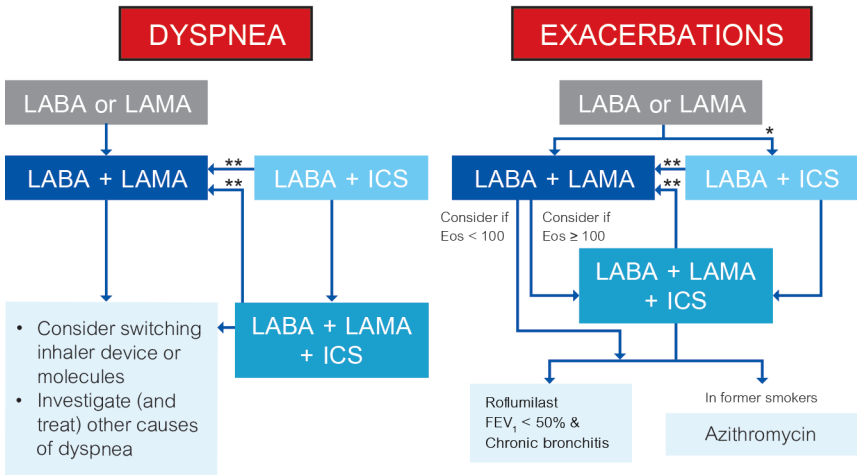 DYSPNEA
LABA or LAMA
LABA + LAMA
**
**
LABA + ICS
• Consider switching
inhaler device or
molecules
• Investigate (and
treat) other causes
of dyspnea
LABA + LAMA
+ ICS
EXACERBATIONS
LABA or LAMA
*
LABA + LAMA
**
**
LABA + ICS
Consider if
Eos < 100
Consider if
Eos ≥ 100
LABA + LAMA
+ ICS
Roflumilast
FEV₁ < 50% &
Chronic bronchitis
In former smokers
Azithromycin